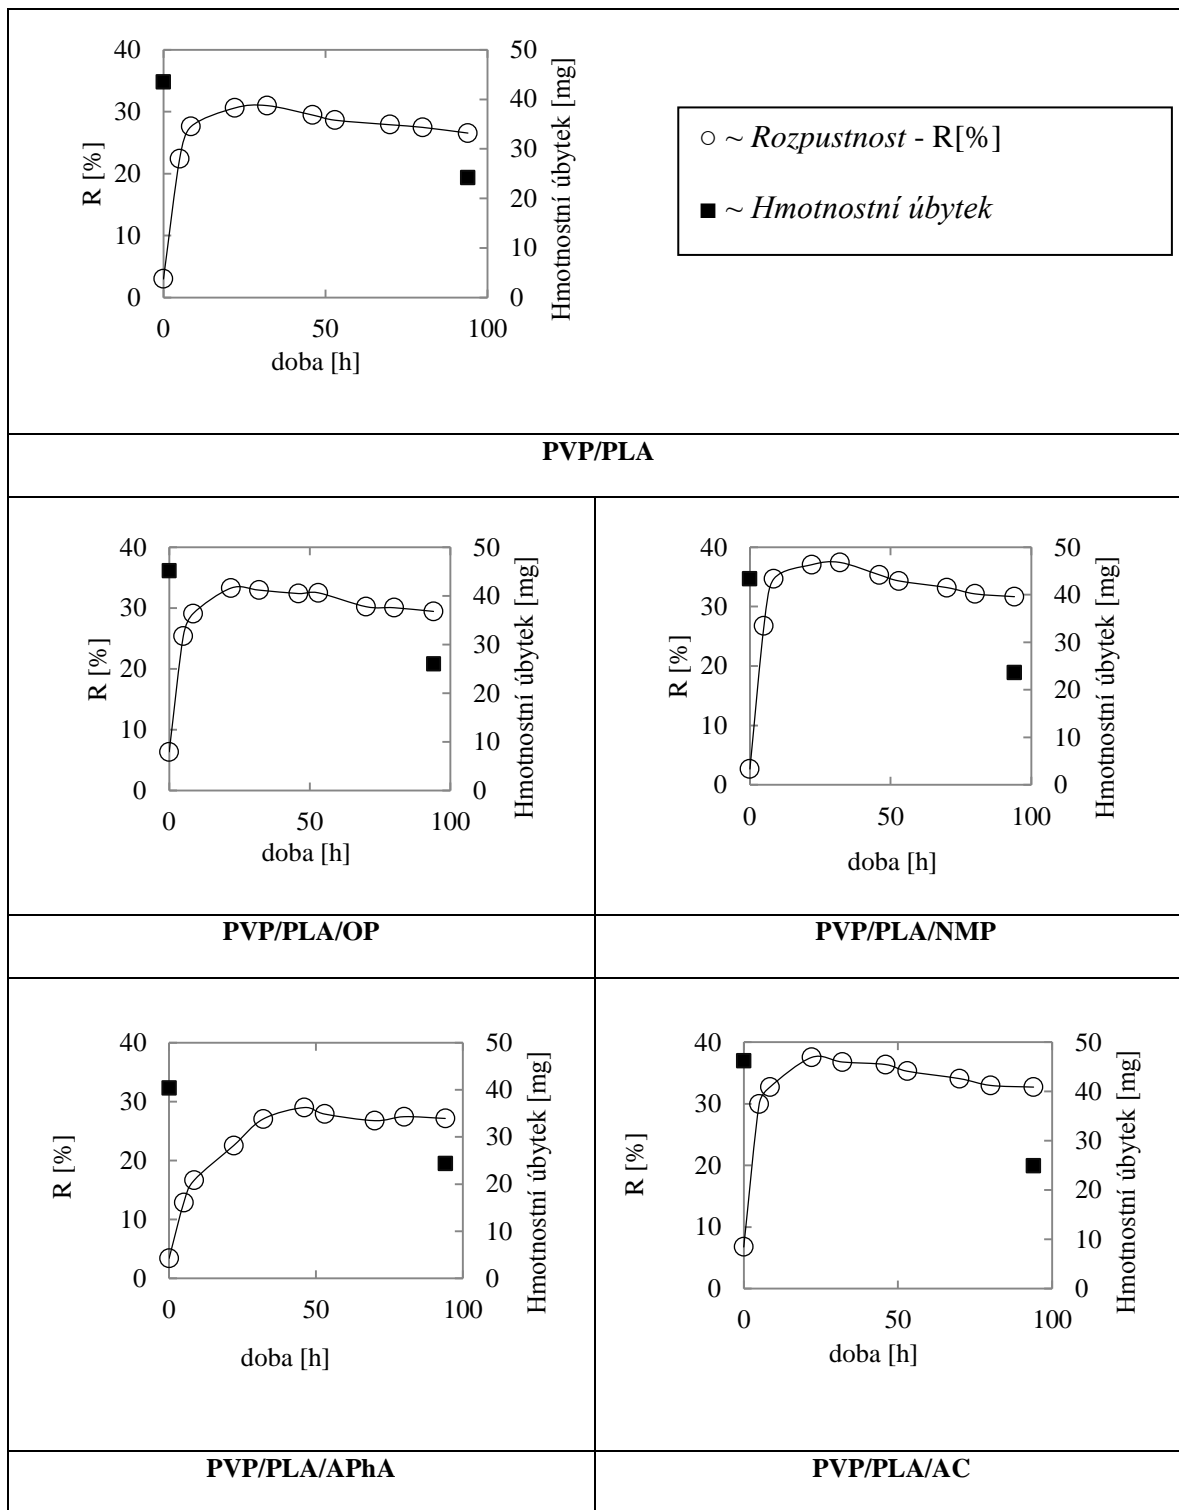 40
30
20
10
0
R [%]
50
40
30
20
10
0
Hmotnostní úbytek [mg]
0 50 100
doba [h]
○ ~ Rozpustnost - R[%]
■ ~ Hmotnostní úbytek
PVP/PLA
40
30
20
10
0
R [%]
50
40
30
20
10
0
Hmotnostní úbytek [mg]
0 50 100
doba [h]
40
30
20
10
0
R [%]
50
40
30
20
10
0
Hmotnostní úbytek [mg]
0 50 100
doba [h]
PVP/PLA/OP
PVP/PLA/NMP
40
30
20
10
0
R [%]
50
40
30
20
10
0
Hmotnostní úbytek [mg]
0 50 100
doba [h]
40
30
20
10
0
R [%]
50
40
30
20
10
0
Hmotnostní úbytek [mg]
0 50 100
doba [h]
PVP/PLA/APhA
PVP/PLA/AC